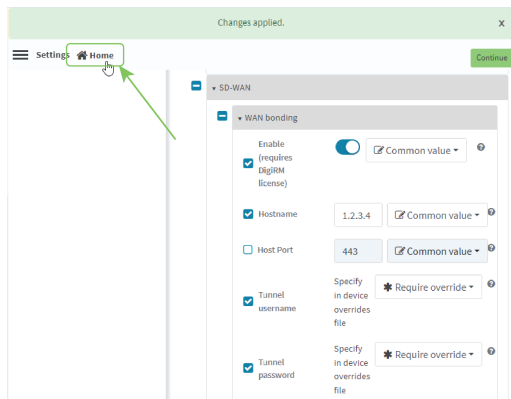 Changes applied.
x
Settings Home
Continue
SD-WAN
WAN bonding
Enable
(requires
DigiRM
license)
Common value
Hostname
1.2.3.4
Common value
Host Port
443
Common value
Tunnel
username
Specify
in device
overrides
file
Require override
Tunnel
password
Specify
in device
overrides
file
Require override